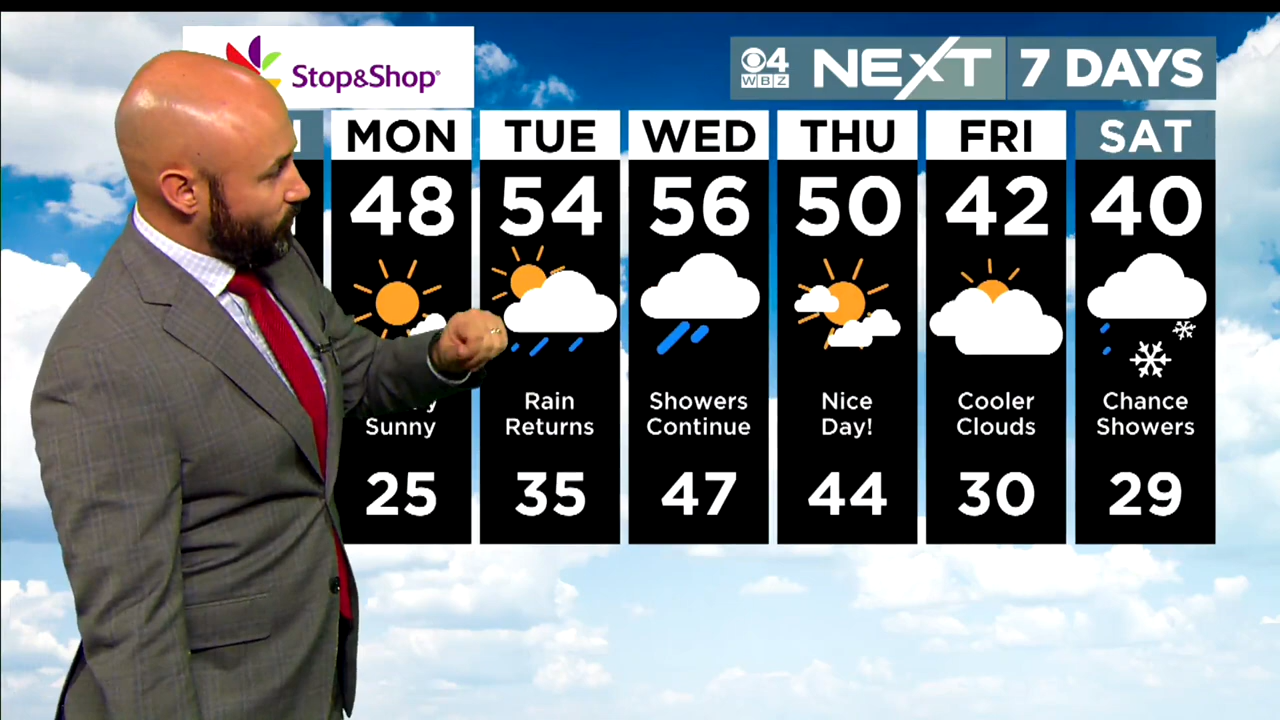 Stop&Shop®
4
WBZ
NEXT
7 DAYS
MON
TUE
WED
THU
FRI
SAT
48
54
56
50
42
40
Sunny
Rain
Returns
Showers
Continue
Nice
Day!
Cooler
Clouds
Chance
Showers
25
35
47
44
30
29